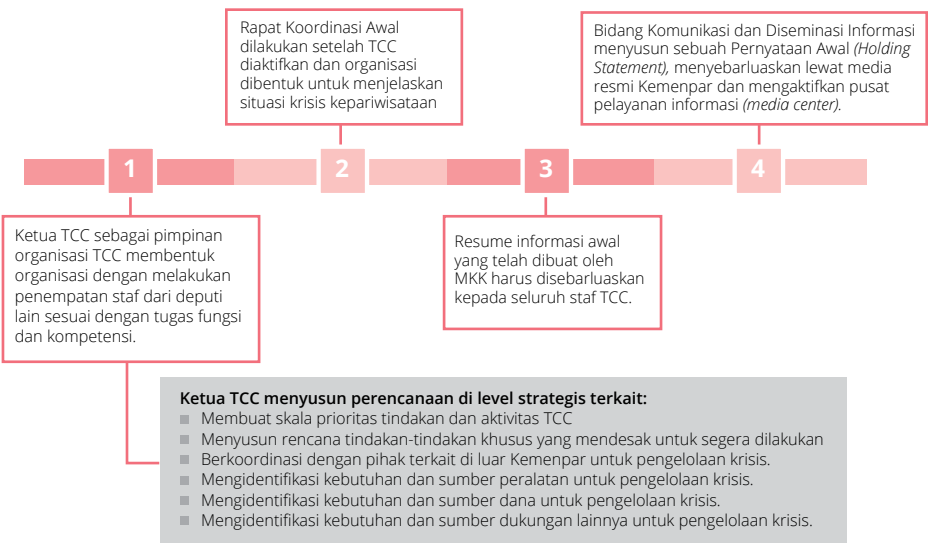 Rapat Koordinasi Awal
dilakukan setelah TCC
diaktifkan dan organisasi
dibentuk untuk menjelaskan
situasi krisis kepariwisataan
Bidang Komunikasi dan Diseminasi Informasi
menyusun sebuah Pernyataan Awal (Holding
Statement), menyebarluaskan lewat media
resmi Kemenpar dan mengaktifkan pusat
pelayanan informasi (media center).
1
2
3
4
Ketua TCC sebagai pimpinan
organisasi TCC membentuk
organisasi dengan melakukan
penempatan staf dari deputi
lain sesuai dengan tugas fungsi
dan kompetensi.
Resume informasi awal
yang telah dibuat oleh
MKK harus disebarluaskan
kepada seluruh staf TCC.
Ketua TCC menyusun perencanaan di level strategis terkait:
Membuat skala prioritas tindakan dan aktivitas TCC
Menyusun rencana tindakan-tindakan khusus yang mendesak untuk segera dilakukan
Berkoordinasi dengan pihak terkait di luar Kemenpar untuk pengelolaan krisis.
Mengidentifikasi kebutuhan dan sumber peralatan untuk pengelolaan krisis.
Mengidentifikasi kebutuhan dan sumber dana untuk pengelolaan krisis.
Mengidentifikasi kebutuhan dan sumber dukungan lainnya untuk pengelolaan krisis.